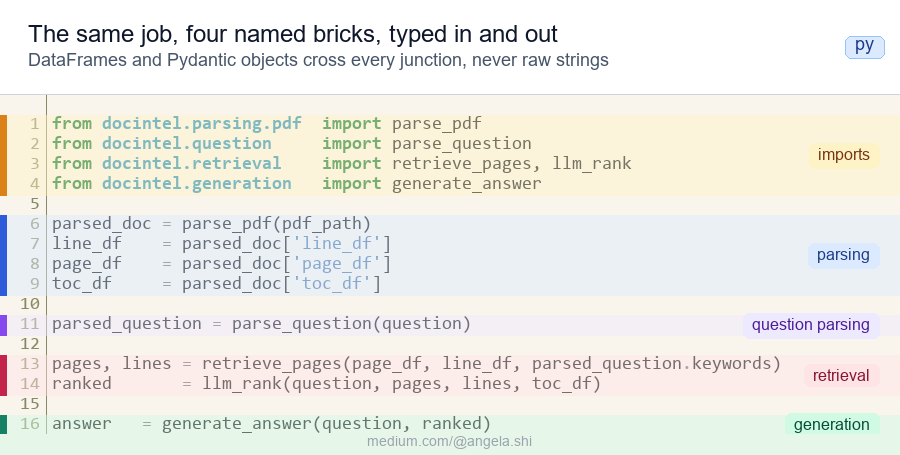 The same job, four named bricks, typed in and out
DataFrames and Pydantic objects cross every junction, never raw strings
py
1 from docintel.parsing.pdf  import parse_pdf
2 from docintel.question     import parse_question
3 from docintel.retrieval    import retrieve_pages, llm_rank
4 from docintel.generation   import generate_answer
imports
5
6 parsed_doc = parse_pdf(pdf_path)
7 line_df    = parsed_doc['line_df']
8 page_df    = parsed_doc['page_df']
9 toc_df     = parsed_doc['toc_df']
parsing
10
11 parsed_question = parse_question(question)
question parsing
12
13 pages, lines = retrieve_pages(page_df, line_df, parsed_question.keywords)
14 ranked       = llm_rank(question, pages, lines, toc_df)
retrieval
15
16 answer   = generate_answer(question, ranked)
generation
medium.com/@angela.shi